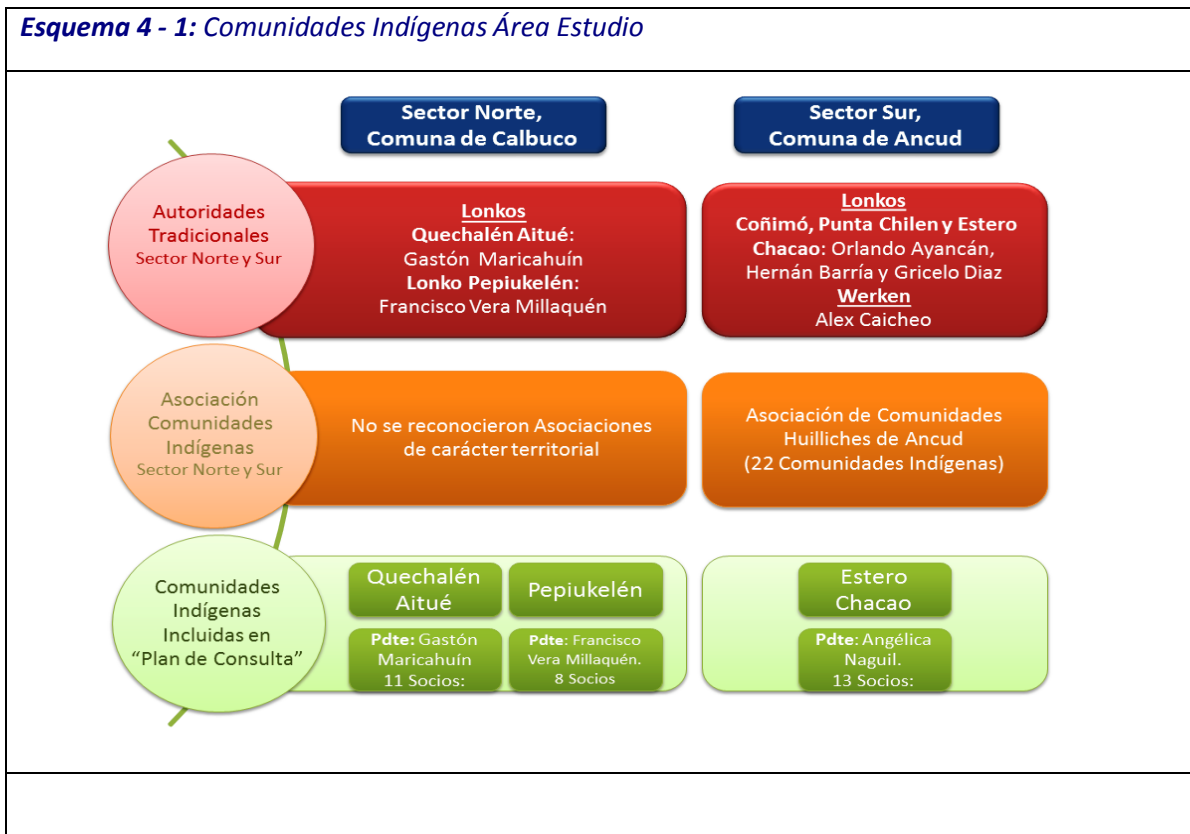 Esquema 4 - 1: Comunidades Indígenas Área Estudio
Sector Norte,
Comuna de Calbuco
Sector Sur,
Comuna de Ancud
Autoridades
Tradicionales
Sector Norte y Sur
Lonkos
Quechalén Aitué:
Gastón Maricahuín
Lonko Pepiukelén:
Francisco Vera Millaquén
Lonkos
Coñimó, Punta Chilen y Estero
Chacao: Orlando Ayancán,
Hernán Barría y Gricelo Diaz
Werken
Alex Caicheo
Asociación
Comunidades
Indígenas
Sector Norte y Sur
No se reconocieron Asociaciones
de carácter territorial
Asociación de Comunidades
Huilliches de Ancud
(22 Comunidades Indígenas)
Comunidades
Indígenas
Incluidas en
“Plan de Consulta”
Quechalén
Aitué
Pdte: Gastón
Maricahuín
11 Socios:
Pepiukelén
Pdte: Francisco
Vera Millaquén.
8 Socios
Estero
Chacao
Pdte: Angélica
Naguil.
13 Socios: